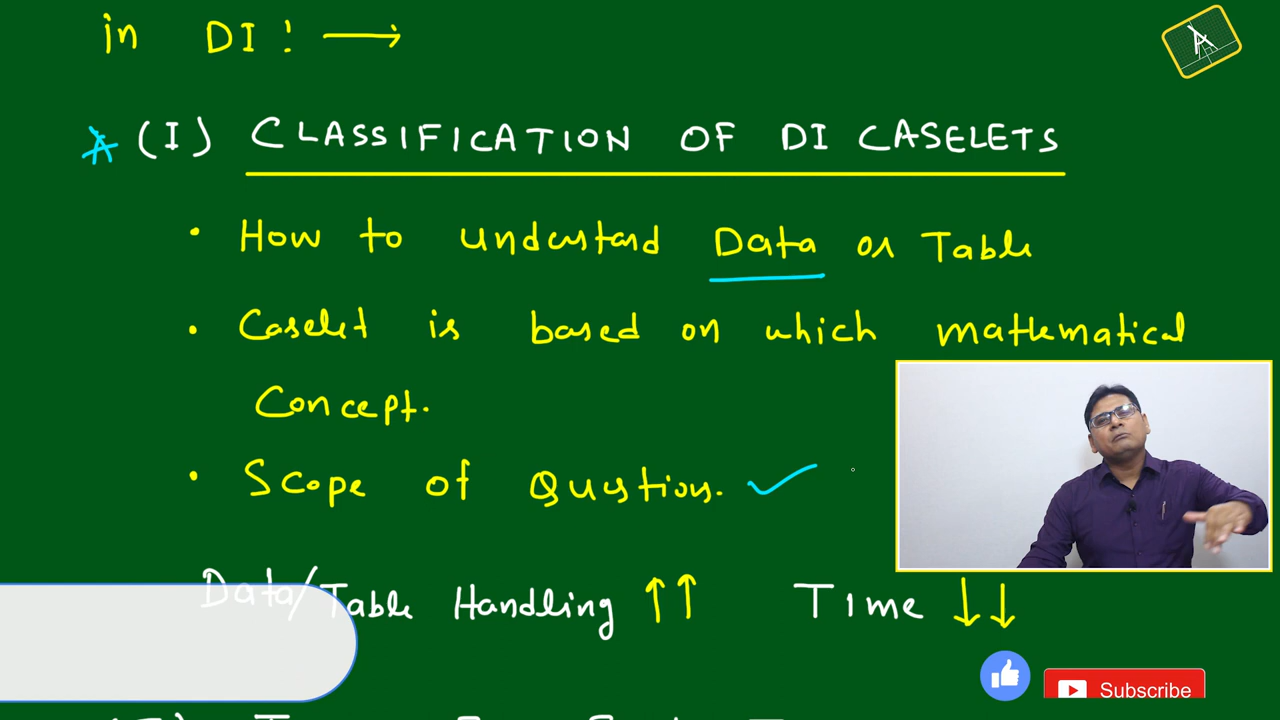 in DI! →
(I) CLASSIFICATION OF DI CASELETS
• How to understand Data or Table
• Caselet is based on which mathematical
Concept.
• Scope of Questions. ✓
Data/Table Handling ↑↑ Time ↓↓
Subscribe